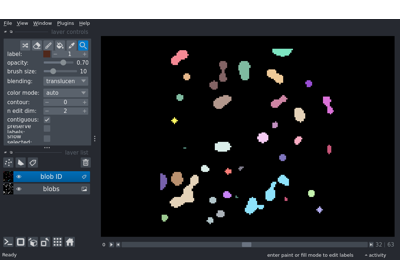 File View Window Plugins Help
layer controls
label: 1
opacity: 0.70
brush size: 10
blending: translucen
color mode: auto
contour: 0
n edit dim: 2
contiguous:
preserve labels:
show selected:
layer list
blob ID
blobs
0 32 63
enter paint or fill mode to edit labels activity